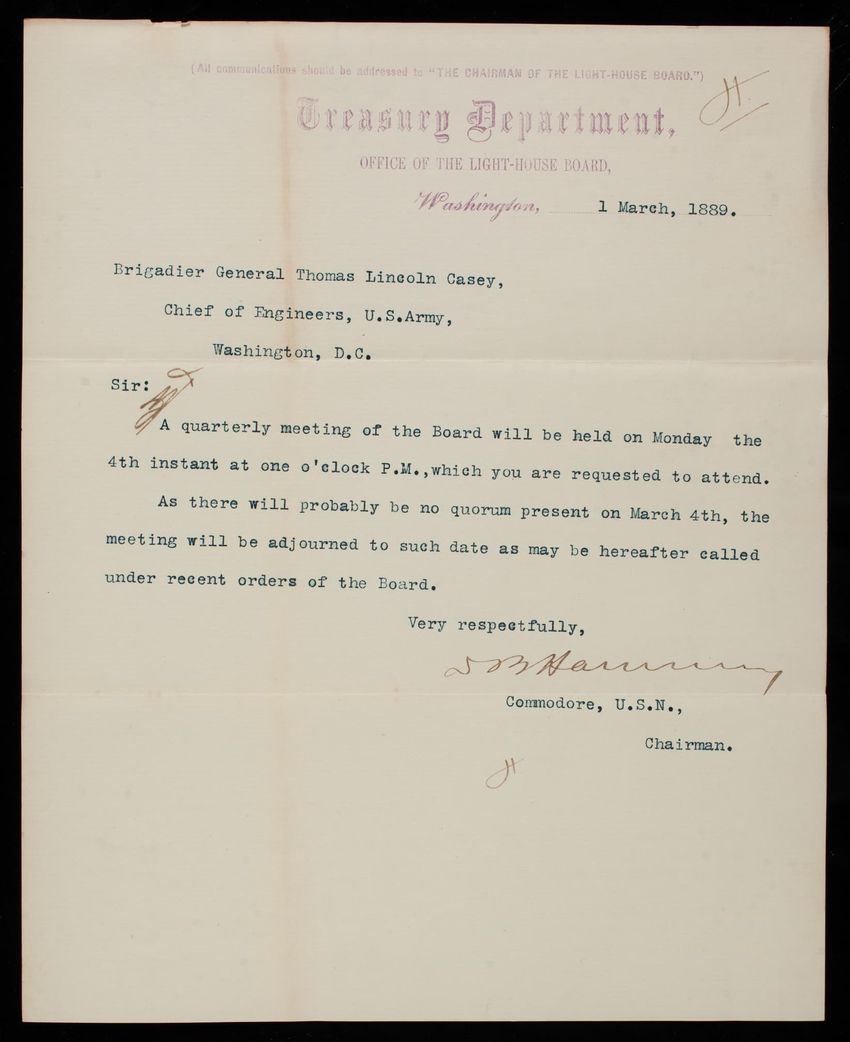 (All communications should be addressed to "THE CHAIRMAN OF THE LIGHT-HOUSE BOARD.")
H.
Treasury Department,
OFFICE OF THE LIGHT-HOUSE BOARD,
Washington, 1 March, 1889.
Brigadier General Thomas Lincoln Casey,
Chief of Engineers, U.S.Army,
Washington, D.C.
Sir:
A quarterly meeting of the Board will be held on Monday the
4th instant at one o'clock P.M.,which you are requested to attend.
As there will probably be no quorum present on March 4th, the
meeting will be adjourned to such date as may be hereafter called
under recent orders of the Board.
Very respectfully,
Commodore, U.S.N.,
Chairman.
H